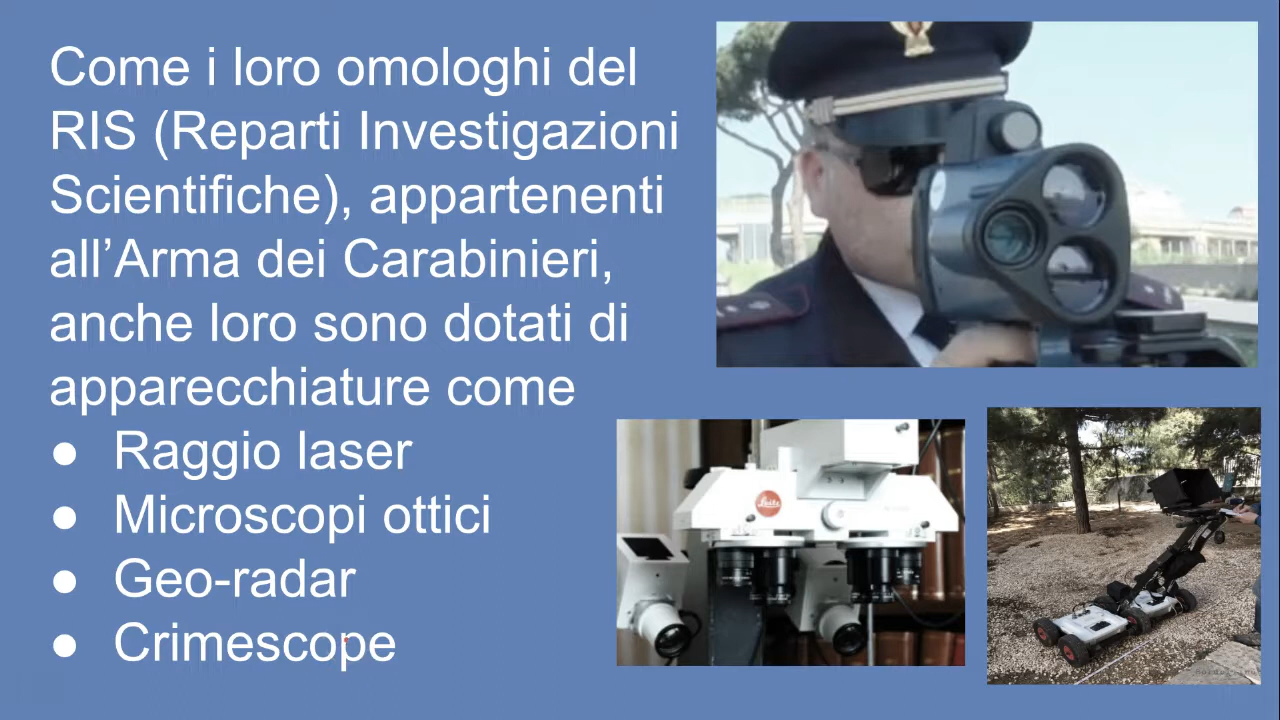 Come i loro omologhi del
RIS (Reparti Investigazioni
Scientifiche), appartenenti
all’Arma dei Carabinieri,
anche loro sono dotati di
apparecchiature come
● Raggio laser
● Microscopi ottici
● Geo-radar
● Crimescope
Leitz